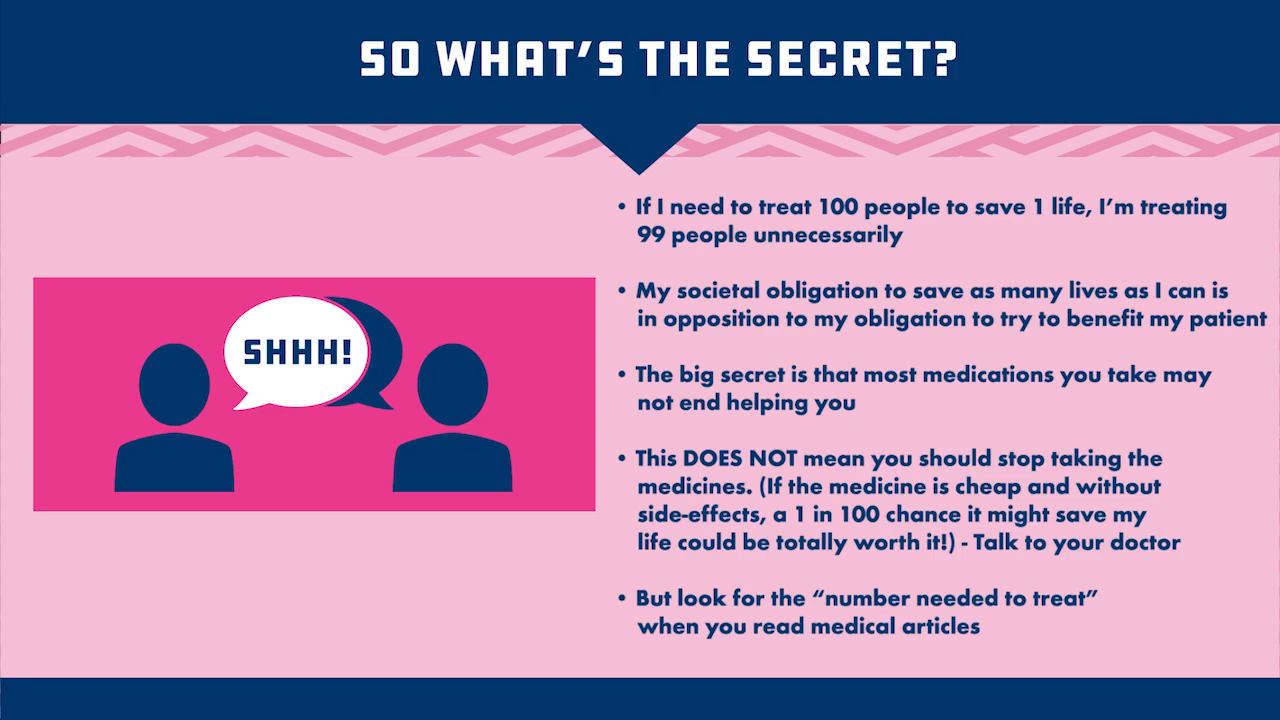 SO WHAT'S THE SECRET?
SHHH!
• If I need to treat 100 people to save 1 life, I'm treating
99 people unnecessarily
• My societal obligation to save as many lives as I can is
in opposition to my obligation to try to benefit my patient
• The big secret is that most medications you take may
not end helping you
• This DOES NOT mean you should stop taking the
medicines. (If the medicine is cheap and without
side-effects, a 1 in 100 chance it might save my
life could be totally worth it!) - Talk to your doctor
• But look for the “number needed to treat”
when you read medical articles